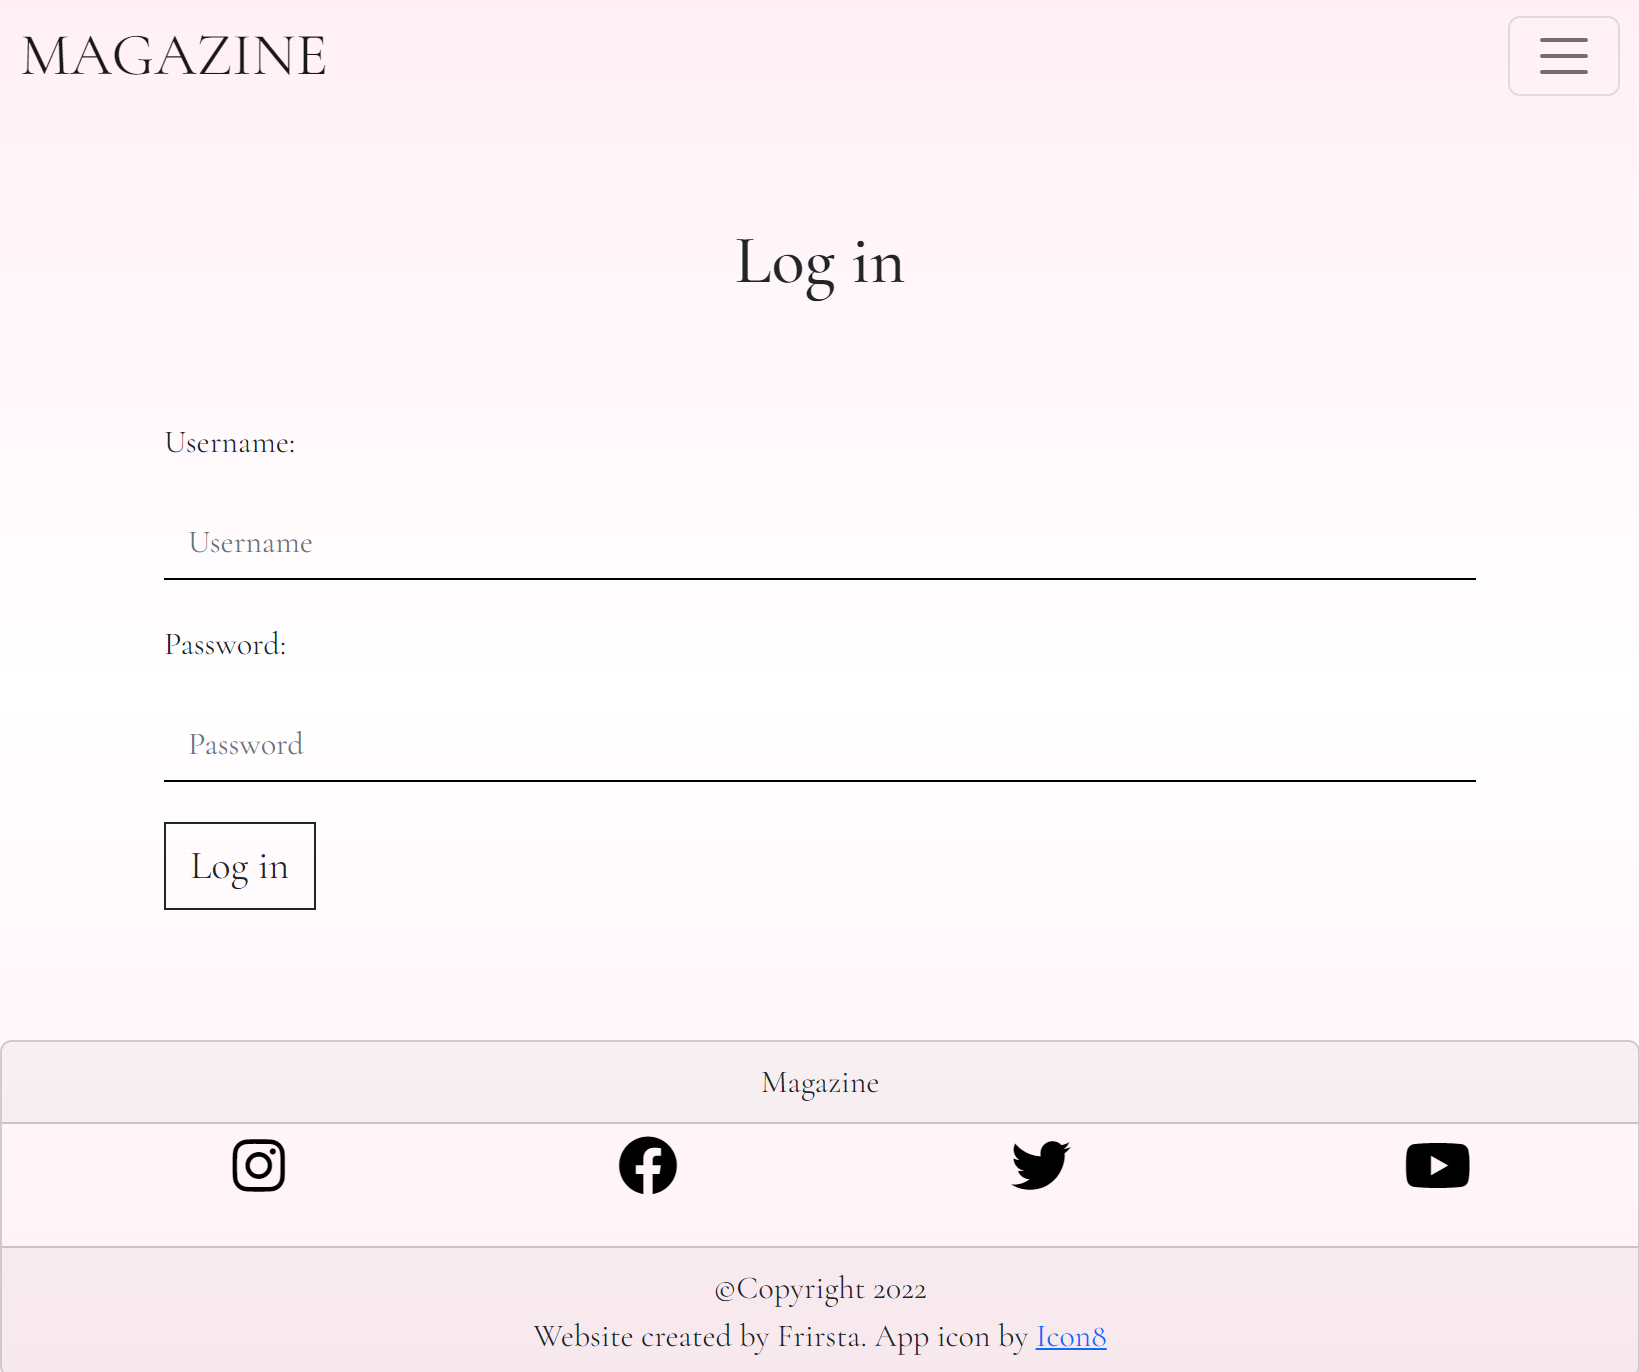 MAGAZINE
Log in
Username:
Username
Password:
Password
Log in
Magazine
©Copyright 2022
Website created by Frirsta. App icon by Icon8